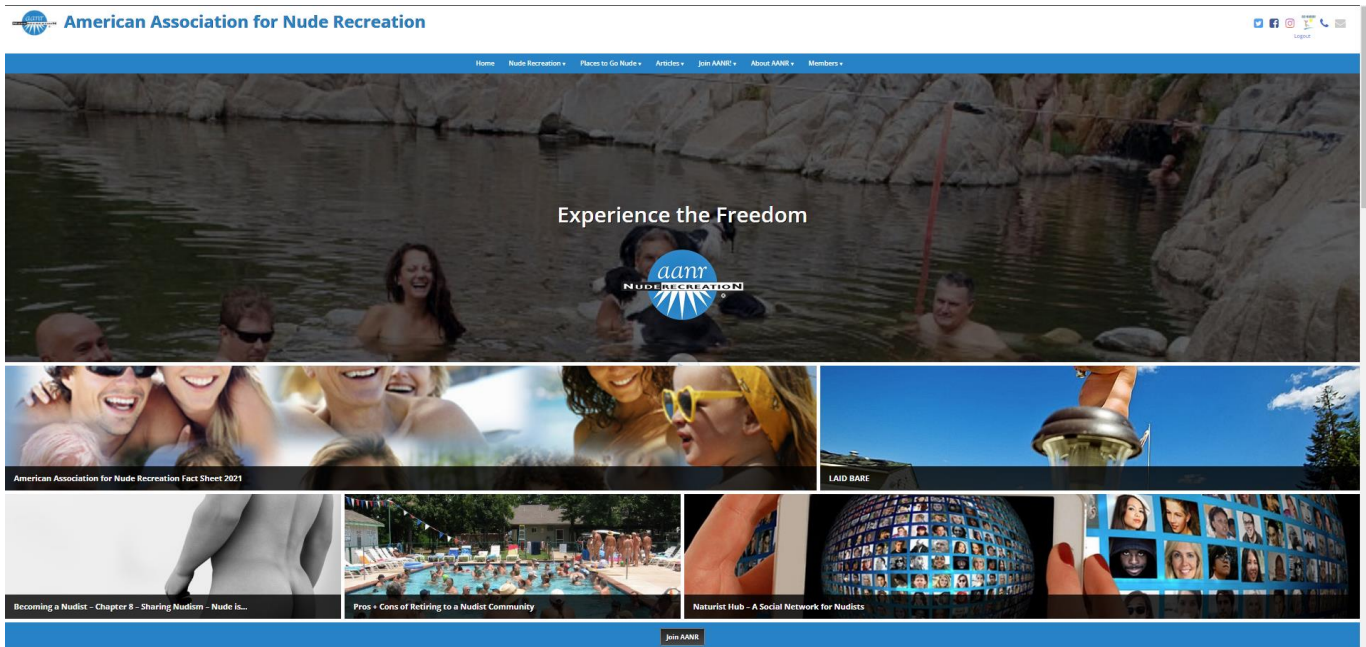 American Association for Nude Recreation
Logout
Home Nude Recreation Places to Go Nude Articles Join AANR! About AANR Members
Experience the Freedom
aanr
NUDE RECREATION
American Association for Nude Recreation Fact Sheet 2021
LAID BARE
Becoming a Nudist – Chapter 8 – Sharing Nudism – Nude is...
Pros + Cons of Retiring to a Nudist Community
Naturist Hub – A Social Network for Nudists
Join AANR